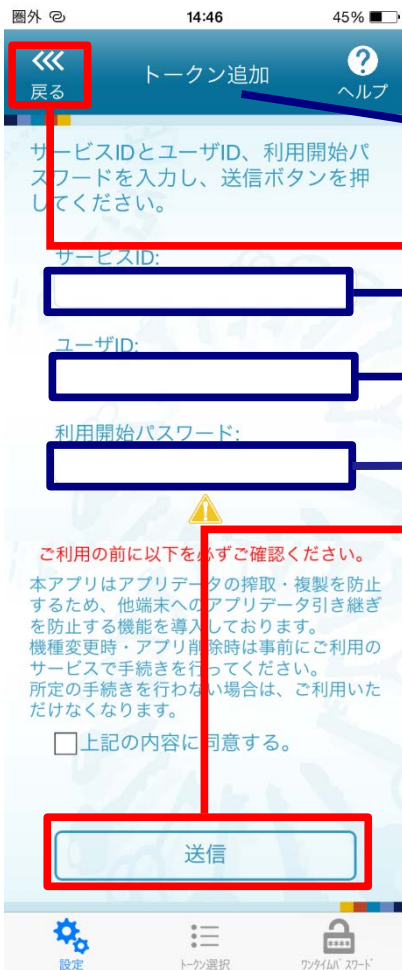 圏外 14:46 45%
戻る トークン追加 ヘルプ
サービスIDとユーザID、利用開始パ
スワードを入力し、送信ボタンを押
してください。
サービスID:
ユーザID:
利用開始パスワード:
ご利用の前に以下を必ずご確認ください。
本アプリはアプリデータの搾取・複製を防止
するため、他端末へのアプリデータ引き継ぎ
を防止する機能を導入しております。
機種変更時・アプリ削除時は事前にご利用の
サービスで手続きを行ってください。
所定の手続きを行わない場合は、ご利用いた
だけなくなります。
上記の内容に同意する。
送信
設定 トークン選択 ワンタイムパスワード